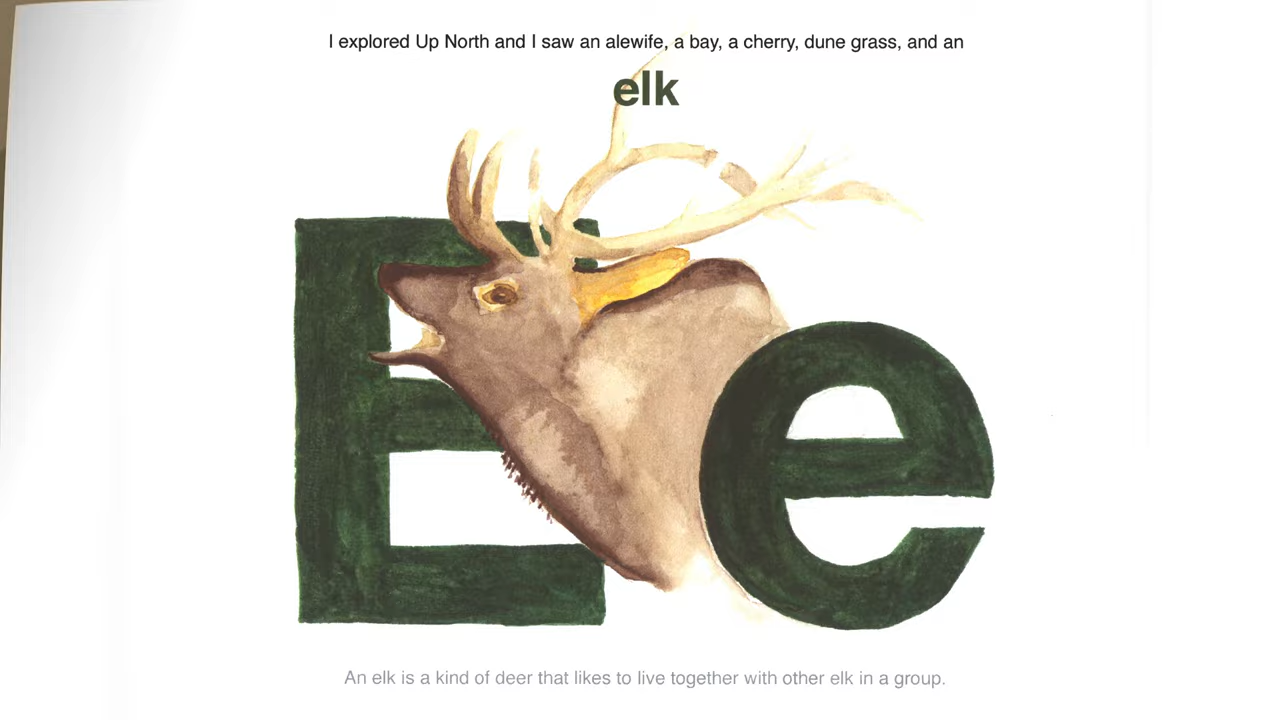 I explored Up North and I saw an alewife, a bay, a cherry, dune grass, and an
elk
E e
An elk is a kind of deer that likes to live together with other elk in a group.